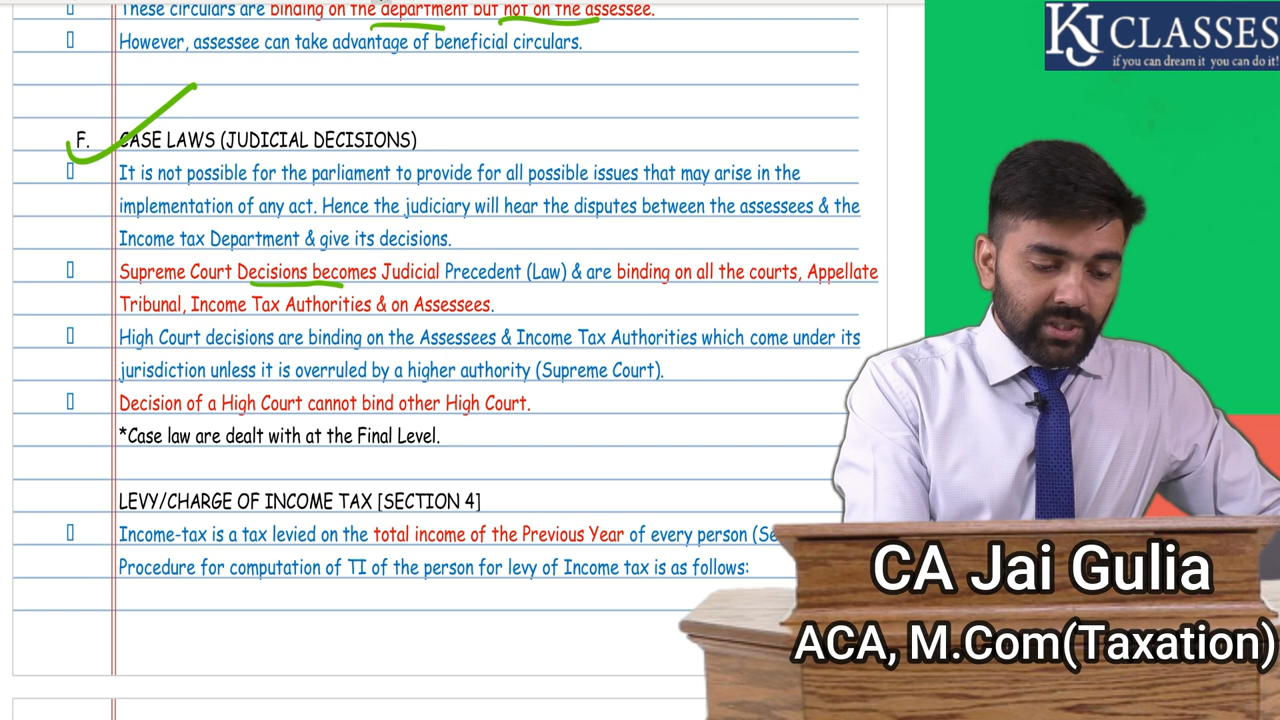 These circulars are binding on the department but not on the assessee.
However, assessee can take advantage of beneficial circulars.
F. CASE LAWS (JUDICIAL DECISIONS)
It is not possible for the parliament to provide for all possible issues that may arise in the
implementation of any act. Hence the judiciary will hear the disputes between the assessees & the
Income tax Department & give its decisions.
Supreme Court Decisions becomes Judicial Precedent (Law) & are binding on all the courts, Appellate
Tribunal, Income Tax Authorities & on Assessees.
High Court decisions are binding on the Assessees & Income Tax Authorities which come under its
jurisdiction unless it is overruled by a higher authority (Supreme Court).
Decision of a High Court cannot bind other High Court.
*Case law are dealt with at the Final Level.
LEVY/CHARGE OF INCOME TAX [SECTION 4]
Income-tax is a tax levied on the total income of the Previous Year of every person
Procedure for computation of TI of the person for levy of Income tax is as follows:
KJ CLASSES
if you can dream it you can do it!
CA Jai Gulia
ACA, M.Com(Taxation)